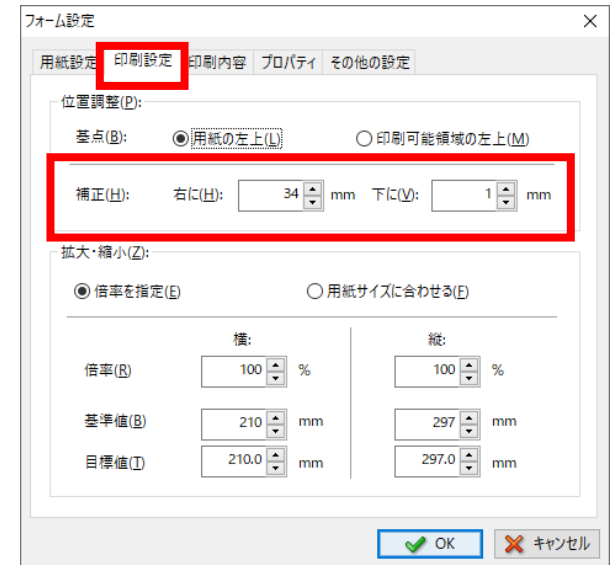 フォーム設定
用紙設定 印刷設定 印刷内容 プロパティ その他の設定
位置調整(P):
基点(B): 用紙の左上(L) 印刷可能領域の左上(M)
補正(H): 右に(H): 34 mm 下に(V): 1 mm
拡大・縮小(Z):
倍率を指定(E) 用紙サイズに合わせる(F)
横: 縦:
倍率(R) 100 % 100 %
基準値(B) 210 mm 297 mm
目標値(T) 210.0 mm 297.0 mm
OK キャンセル